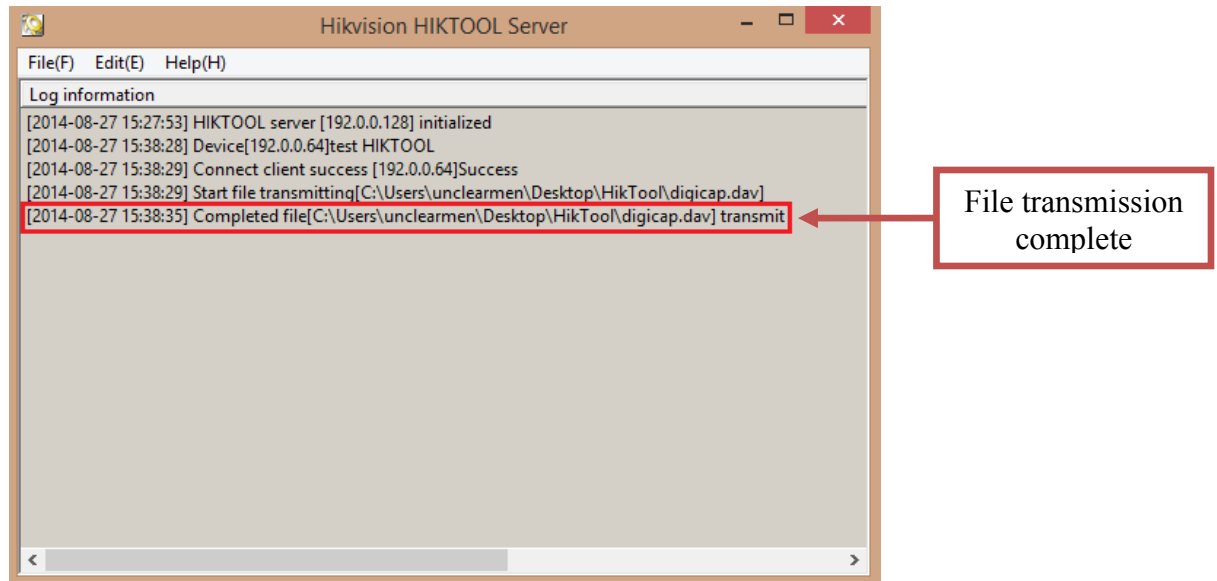 Hikvision HIKTOOL Server
File(F) Edit(E) Help(H)
Log information
[2014-08-27 15:27:53] HIKTOOL server [192.0.0.128] initialized
[2014-08-27 15:38:28] Device[192.0.0.64]test HIKTOOL
[2014-08-27 15:38:29] Connect client success [192.0.0.64]Success
[2014-08-27 15:38:29] Start file transmitting[C:\Users\unclearmen\Desktop\HikTool\digicap.dav]
[2014-08-27 15:38:35] Completed file[C:\Users\unclearmen\Desktop\HikTool\digicap.dav] transmit
File transmission
complete